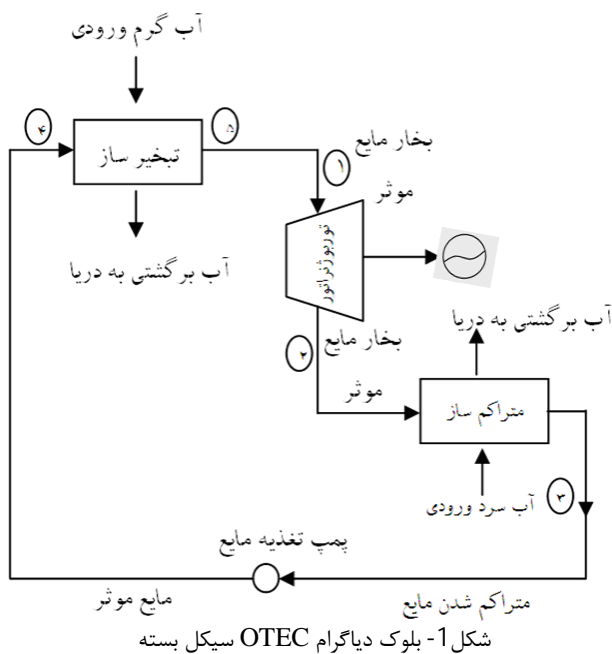 آب گرم ورودی
۴
تبخیر ساز
۵
آب برگشتی به دریا
بخار مایع
۱
موثر
توربوژنراتور
بخار مایع
۲
موثر
آب برگشتی به دریا
متراکم ساز
آب سرد ورودی
۳
پمپ تغذیه مایع
مایع موثر
متراکم شدن مایع
شکل1- بلوک دیاگرام OTEC سیکل بسته